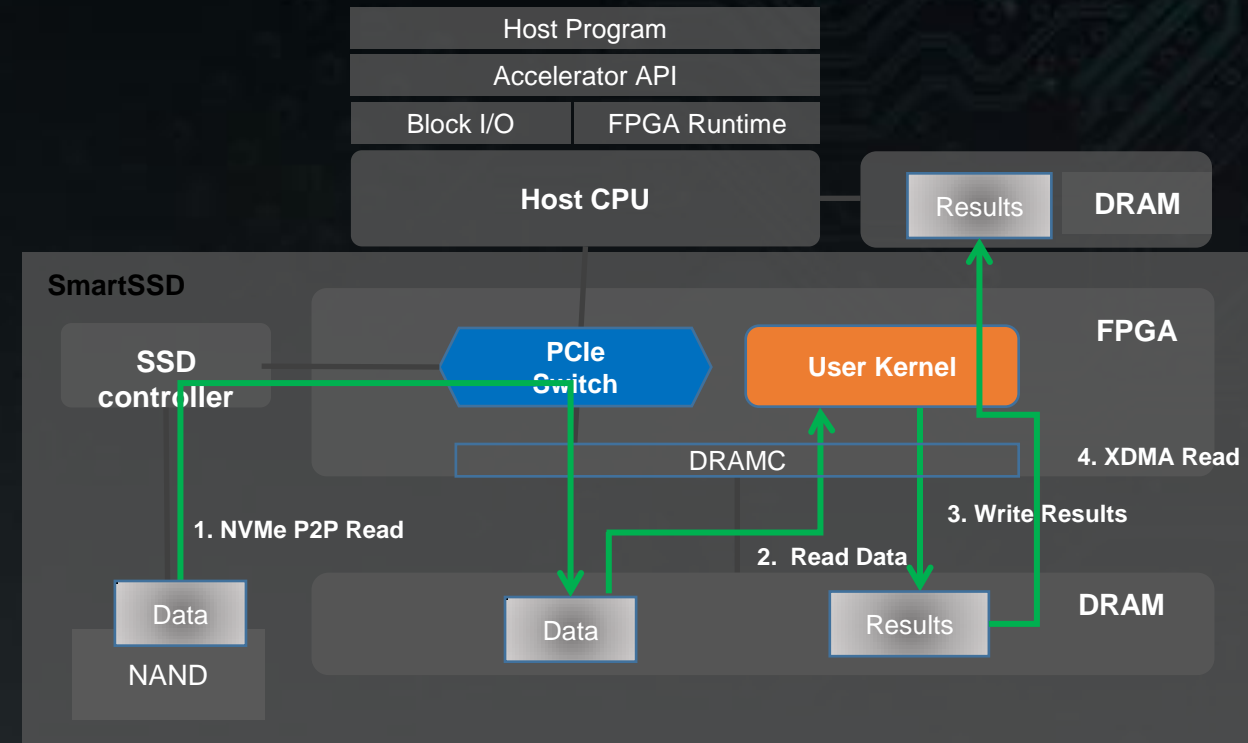 Host Program
Accelerator API
Block I/O
FPGA Runtime
Host CPU
Results
DRAM
SmartSSD
FPGA
SSD
controller
PCIe
Switch
User Kernel
DRAMC
4. XDMA Read
1. NVMe P2P Read
3. Write Results
2. Read Data
Data
Data
Results
DRAM
NAND